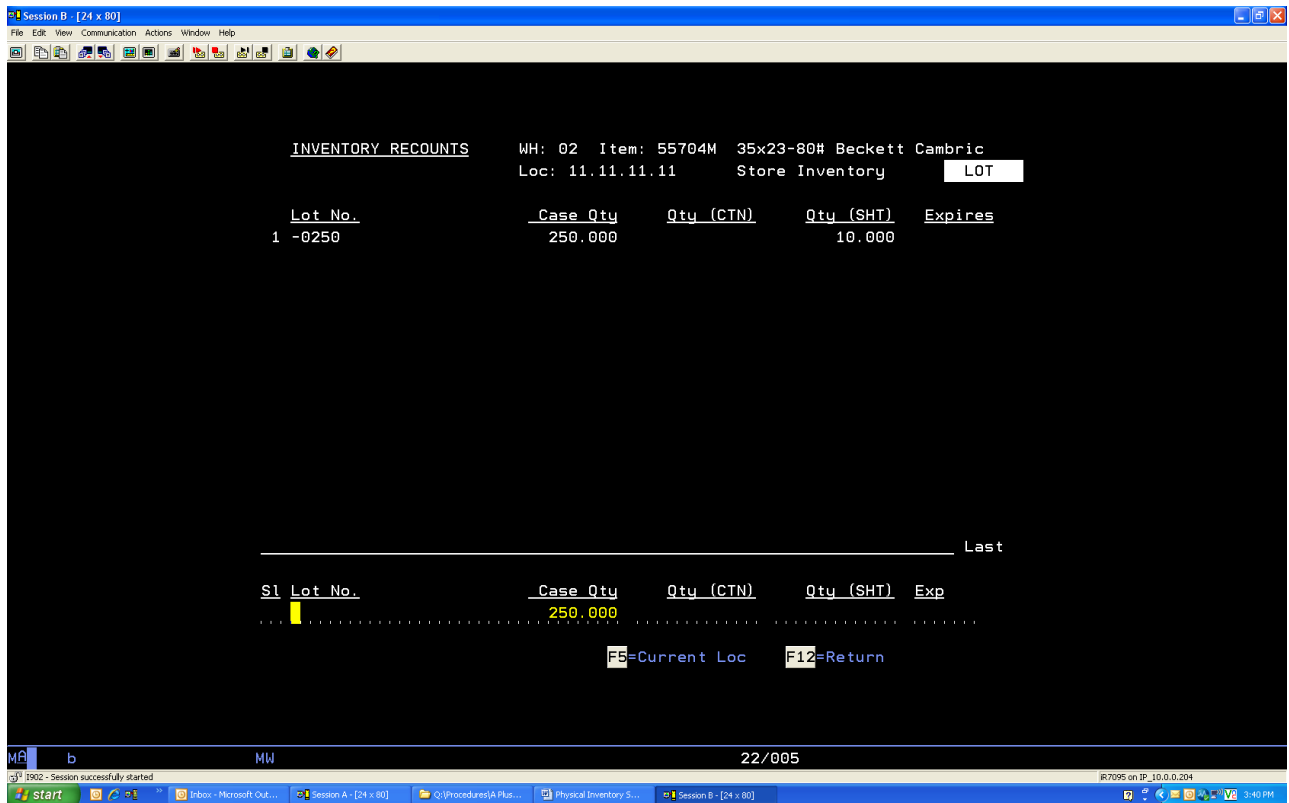 Session B - [24 x 80]
File Edit View Communication Actions Window Help
INVENTORY RECOUNTS WH: 02 Item: 55704M 35x23-80# Beckett Cambric
Loc: 11.11.11.11 Store Inventory LOT
Lot No. Case Qty Qty (CTN) Qty (SHT) Expires
1 -0250 250.000 10.000
Last
Sl Lot No. Case Qty Qty (CTN) Qty (SHT) Exp
250.000
F5=Current Loc F12=Return
MA b MW 22/005
I902 - Session successfully started iR7095 on IP_10.0.0.204
start Inbox - Microsoft Out... Session A - [24 x 80] Q:\Procedures\A Plus... Physical Inventory S... Session B - [24 x 80] 3:40 PM